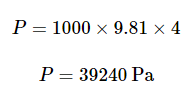 P = 1000 × 9.81 × 4
P = 39240 Pa